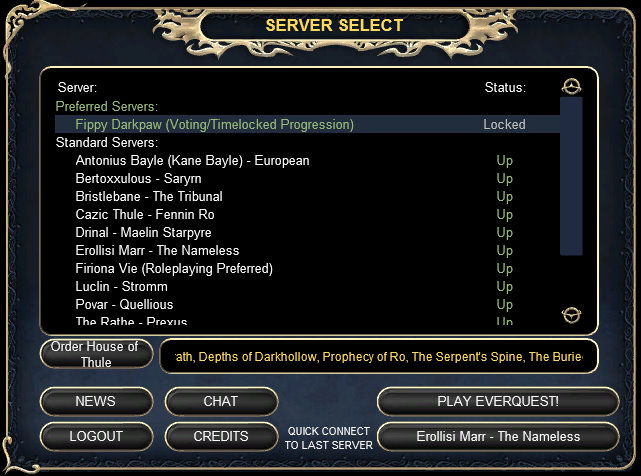 SERVER SELECT
Server: Status:
Preferred Servers:
Fippy Darkpaw (Voting/Timelocked Progression) Locked
Standard Servers:
Antonius Bayle (Kane Bayle) - European Up
Bertoxxulous - Saryrn Up
Bristlebane - The Tribunal Up
Cazic Thule - Fennin Ro Up
Drinal - Maelin Starpyre Up
Erollisi Marr - The Nameless Up
Firiona Vie (Roleplaying Preferred) Up
Luclin - Stromm Up
Povar - Quellious Up
The Rathe - Prexus Up
Order House of
Thule
ath, Depths of Darkhollow, Prophecy of Ro, The Serpent's Spine, The Burie
NEWS CHAT PLAY EVERQUEST!
LOGOUT CREDITS QUICK CONNECT
TO LAST SERVER Erollisi Marr - The Nameless